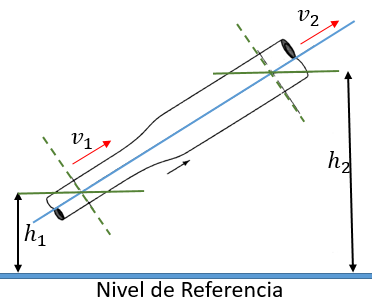 v₂
v₁
h₂
h₁
Nivel de Referencia